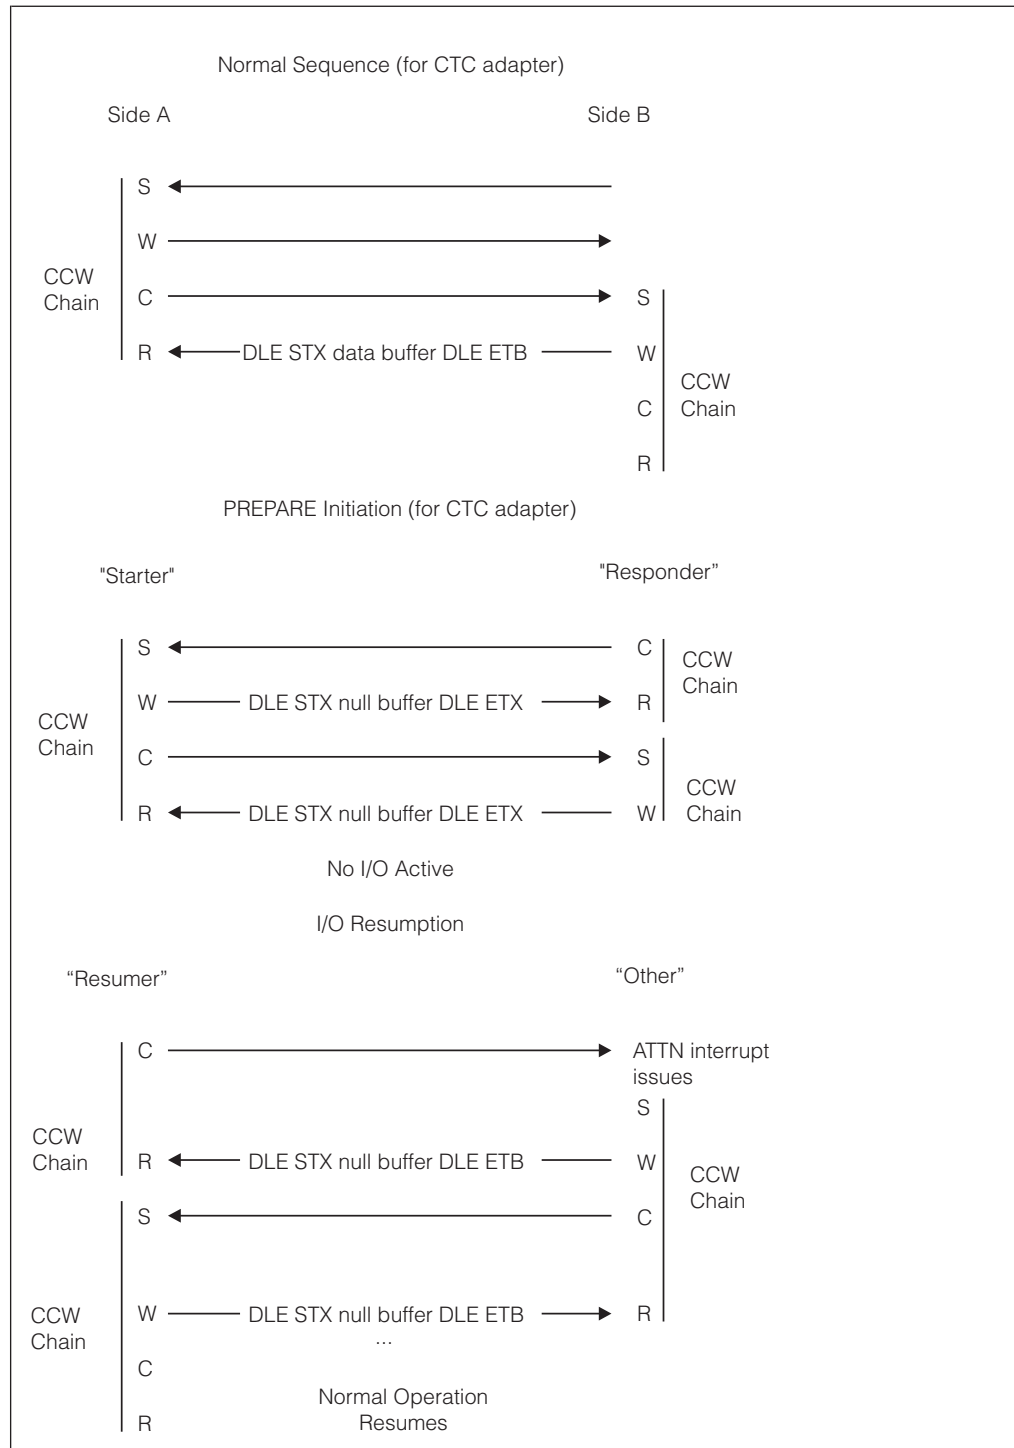 Normal Sequence (for CTC adapter)
Side A Side B
S
W
CCW
Chain
C S
R DLE STX data buffer DLE ETB W
CCW
Chain
C
R
PREPARE Initiation (for CTC adapter)
"Starter" "Responder”
S C
CCW
Chain
W DLE STX null buffer DLE ETX R
CCW
Chain
C S
CCW
Chain
R DLE STX null buffer DLE ETX W
No I/O Active
I/O Resumption
“Resumer” “Other”
C ATTN interrupt
issues
S
CCW
Chain
R DLE STX null buffer DLE ETB W
CCW
Chain
S C
CCW
Chain
W DLE STX null buffer DLE ETB R
...
C
Normal Operation
Resumes
R